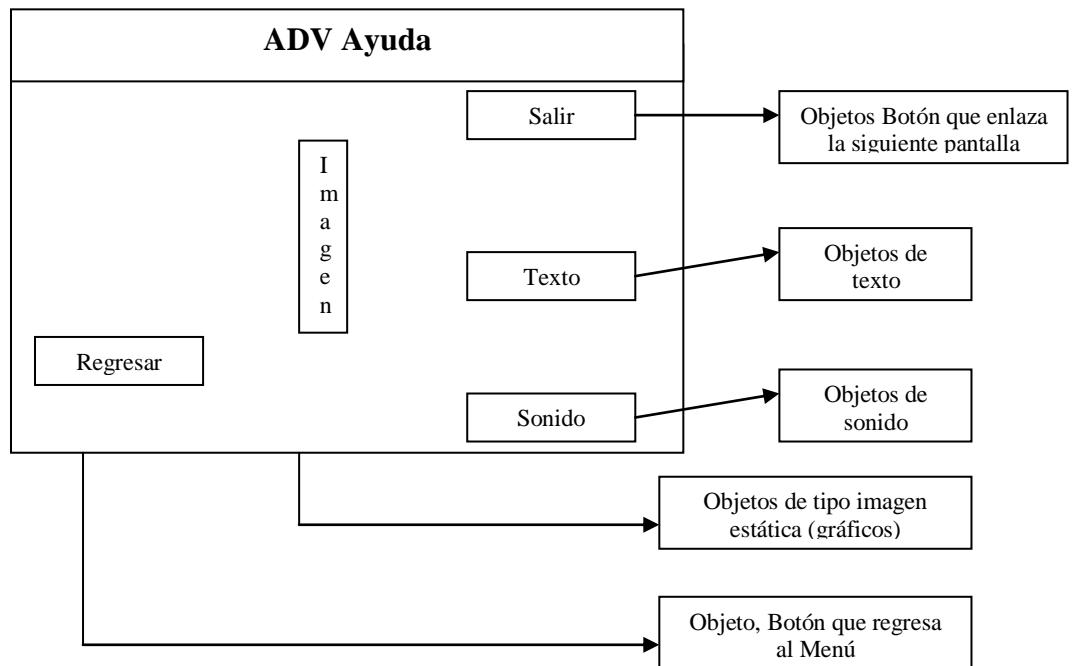 ADV Ayuda
Salir
Objetos Botón que enlaza
la siguiente pantalla
I
m
a
g
e
n
Texto
Objetos de
texto
Regresar
Sonido
Objetos de
sonido
Objetos de tipo imagen
estática (gráficos)
Objeto, Botón que regresa
al Menú